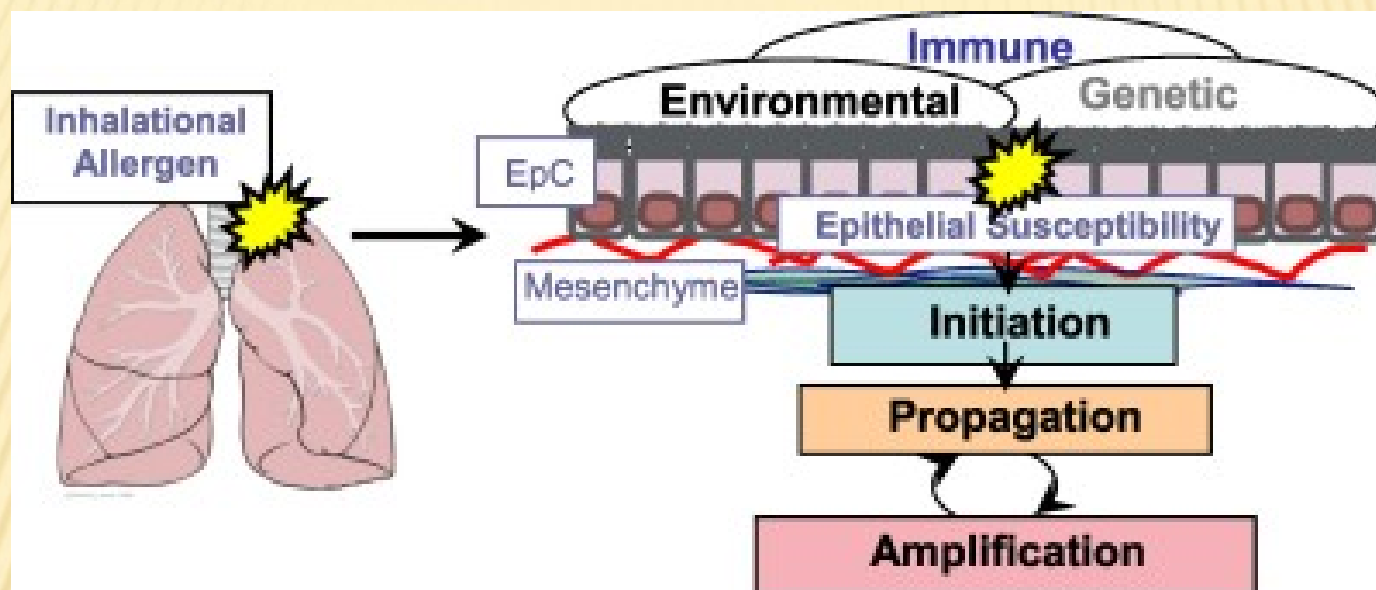 Inhalational
Allergen
Immune
Environmental
Genetic
EpC
Epithelial Susceptibility
Mesenchyme
Initiation
Propagation
Amplification